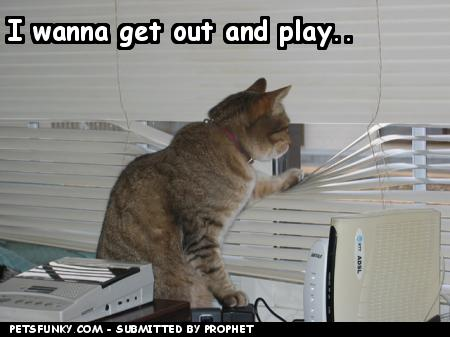 I wanna get out and play..
ADSL
PETSFUNKY.COM - SUBMITTED BY PROPHET